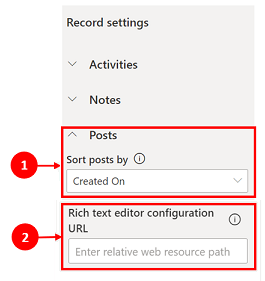 Record settings
Activities
Notes
Posts
1
Sort posts by
Created On
Rich text editor configuration
URL
2
Enter relative web resource path